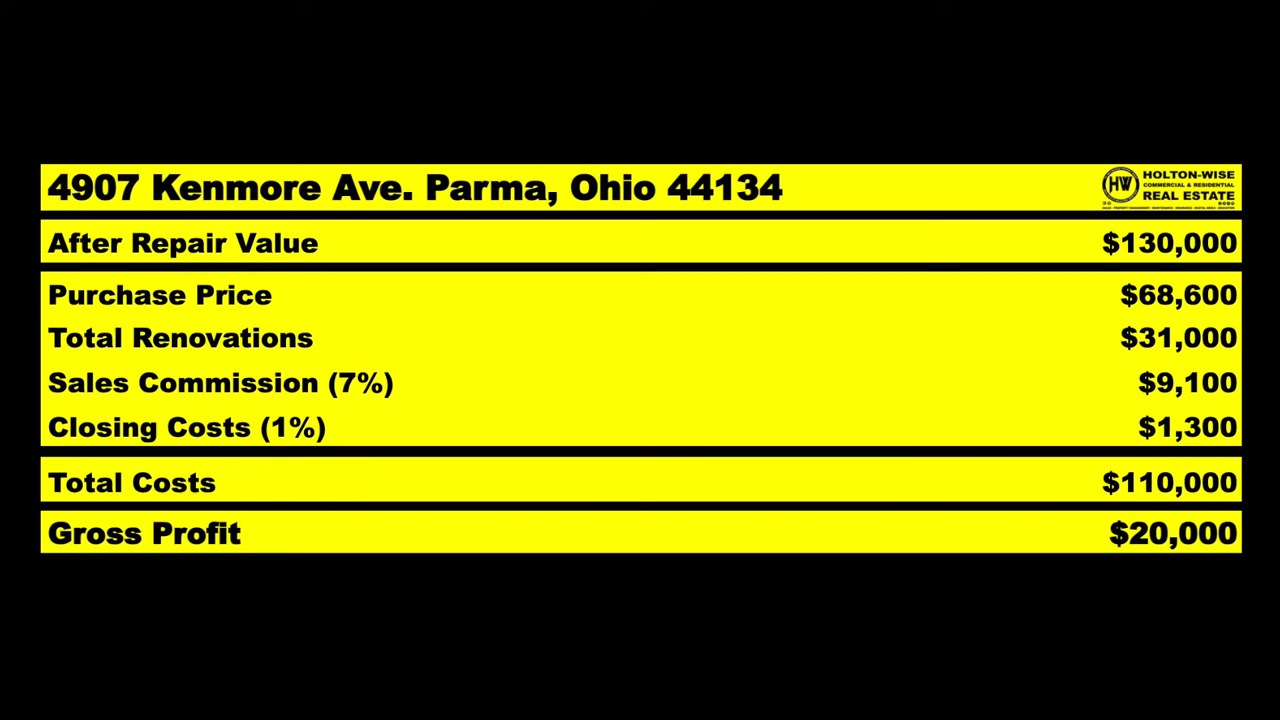 4907 Kenmore Ave. Parma, Ohio 44134
HW
HOLTON-WISE
COMMERCIAL & RESIDENTIAL
REAL ESTATE
After Repair Value $130,000
Purchase Price $68,600
Total Renovations $31,000
Sales Commission (7%) $9,100
Closing Costs (1%) $1,300
Total Costs $110,000
Gross Profit $20,000